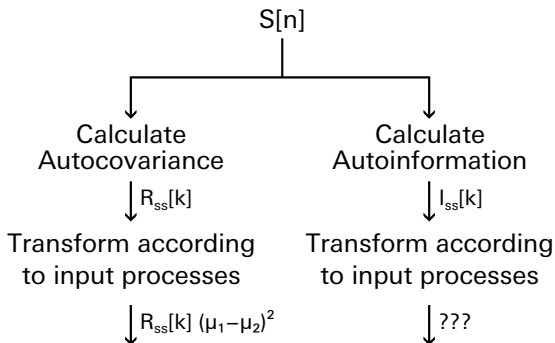 S[n]
Calculate
Autocovariance
Calculate
Autoinformation
R_ss[k]
I_ss[k]
Transform according
to input processes
Transform according
to input processes
R_ss[k] (μ₁−μ₂)²
???